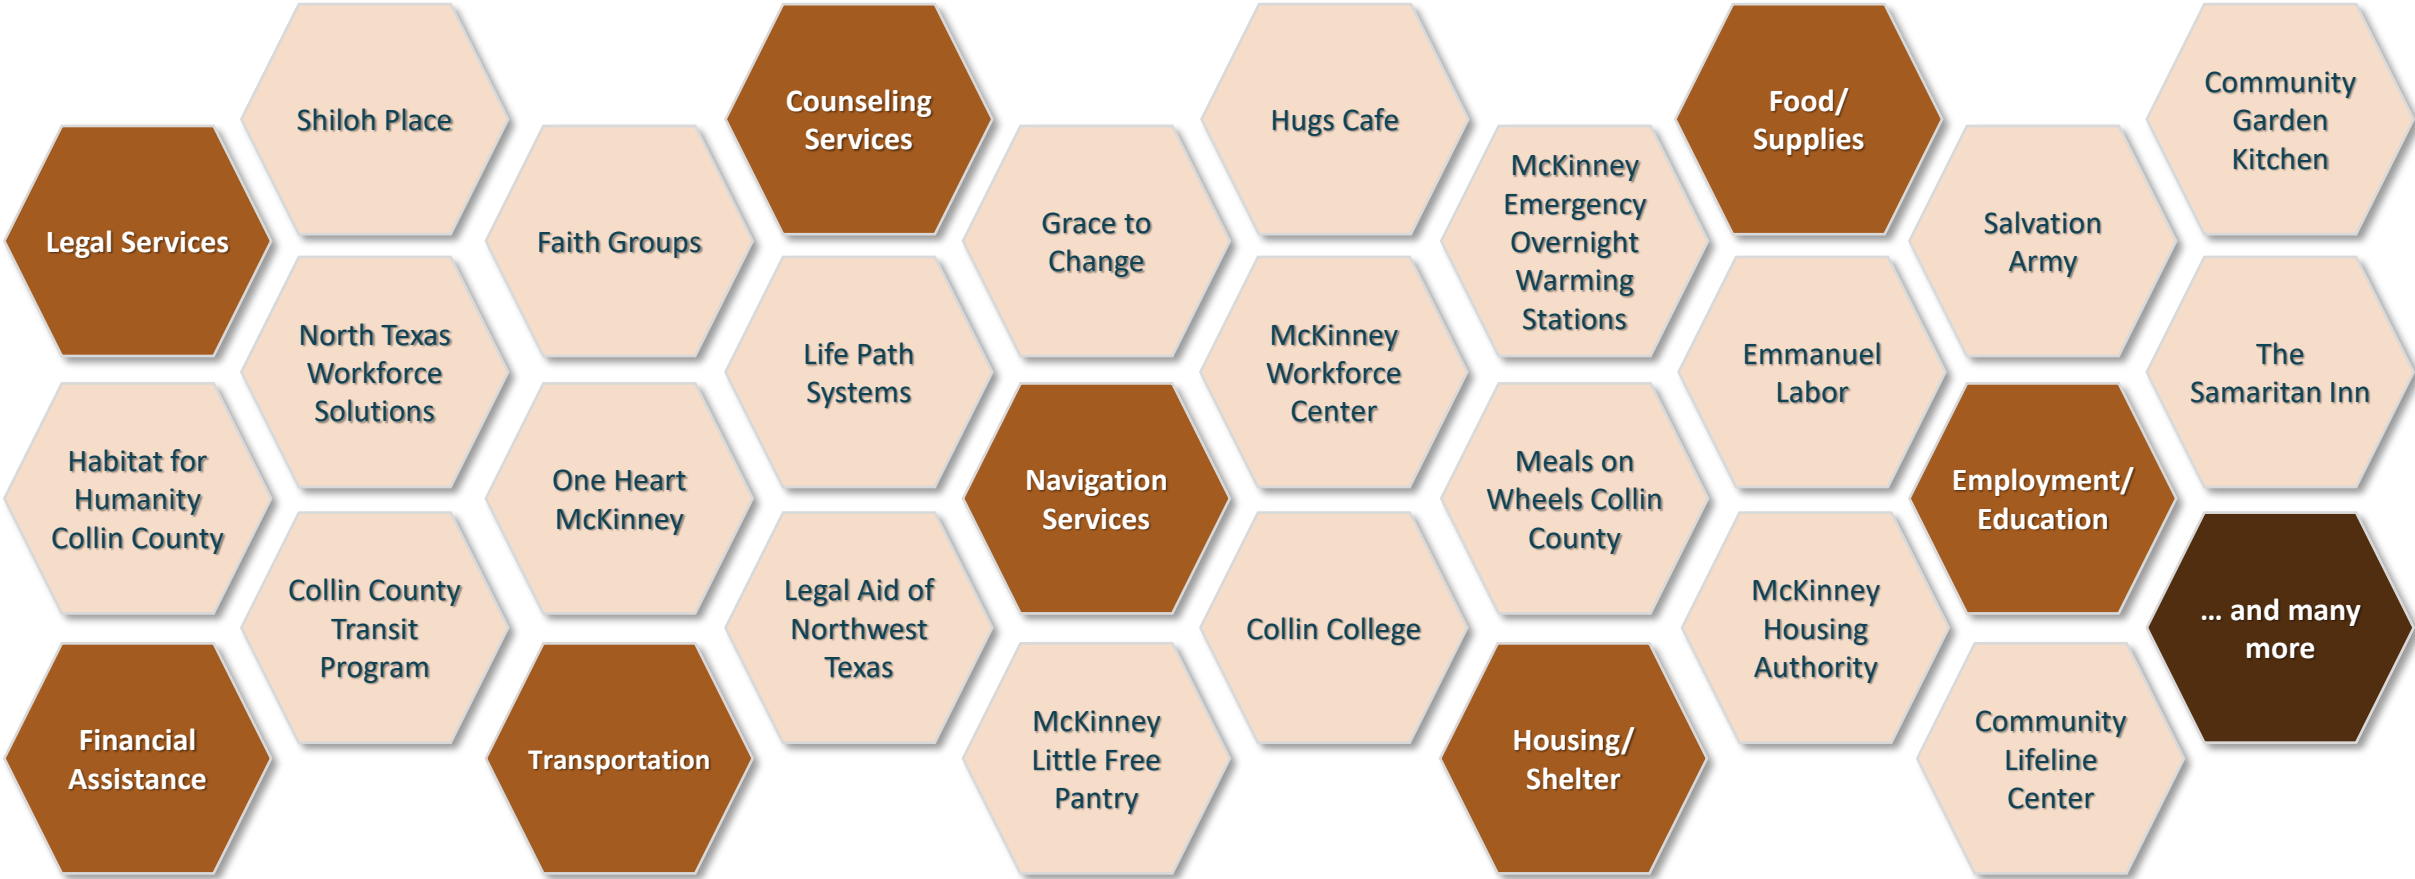 Legal Services
Habitat for
Humanity
Collin County
Financial
Assistance
Shiloh Place
North Texas
Workforce
Solutions
Collin County
Transit
Program
Faith Groups
One Heart
McKinney
Transportation
Counseling
Services
Life Path
Systems
Legal Aid of
Northwest
Texas
Grace to
Change
Navigation
Services
McKinney
Little Free
Pantry
Hugs Cafe
McKinney
Workforce
Center
Collin College
McKinney
Emergency
Overnight
Warming
Stations
Meals on
Wheels Collin
County
Housing/
Shelter
Food/
Supplies
Emmanuel
Labor
McKinney
Housing
Authority
Salvation
Army
Employment/
Education
Community
Lifeline
Center
Community
Garden
Kitchen
The
Samaritan Inn
... and many
more